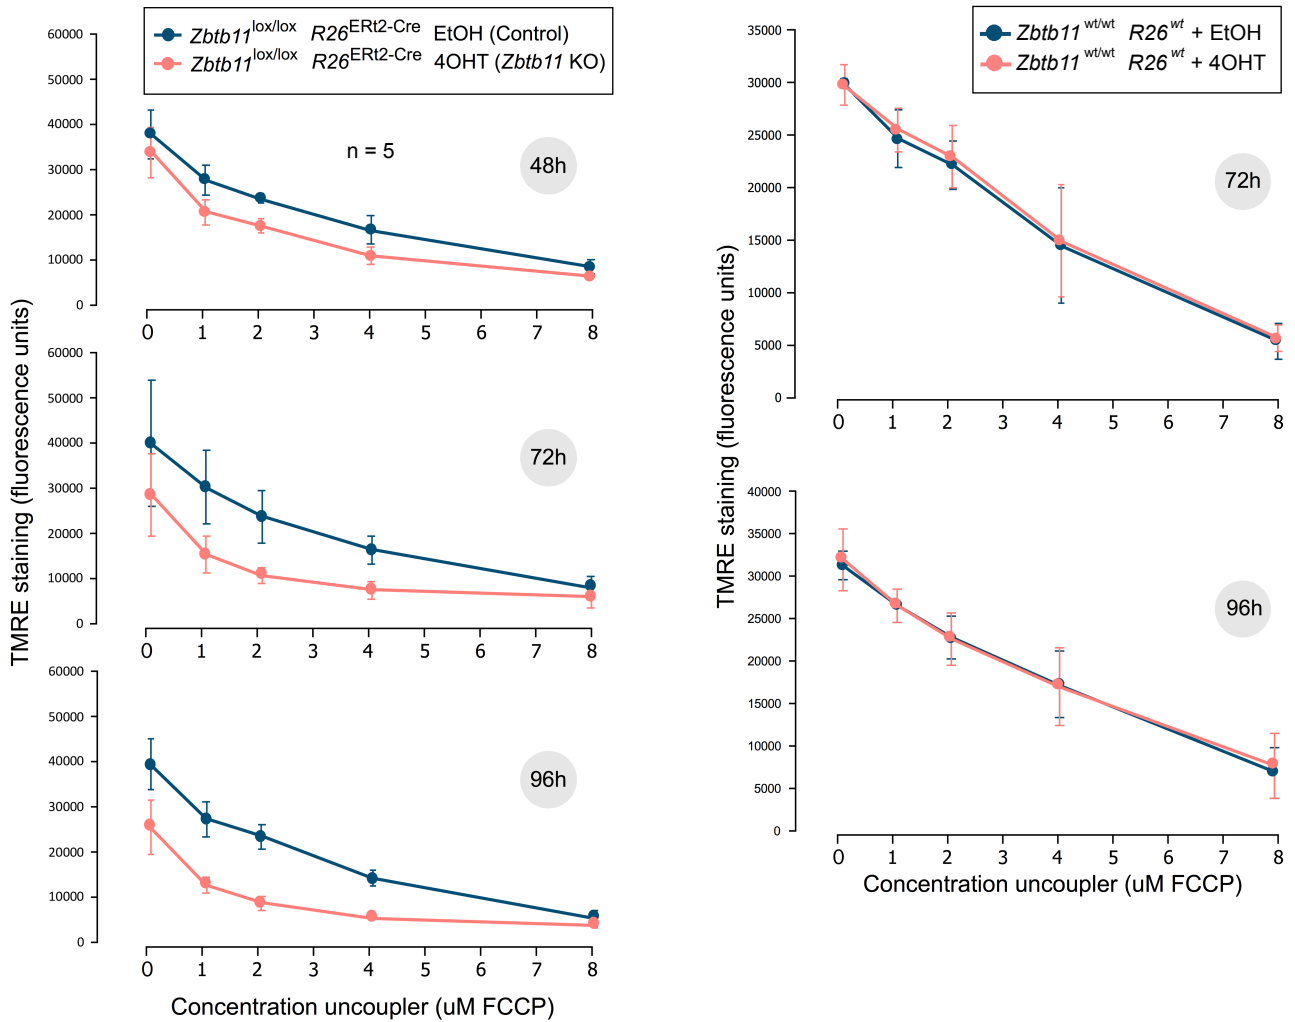 Zbtb11lox/lox R26ERt2-Cre EtOH (Control)
Zbtb11lox/lox R26ERt2-Cre 4OHT (Zbtb11 KO)
TMRE staining (fluorescence units)
60000
50000
40000
30000
20000
10000
0
n = 5
48h
0 1 2 3 4 5 6 7 8
60000
50000
40000
30000
20000
10000
0
72h
0 1 2 3 4 5 6 7 8
60000
50000
40000
30000
20000
10000
0
96h
0 1 2 3 4 5 6 7 8
Concentration uncoupler (uM FCCP)
Zbtb11wt/wt R26wt + EtOH
Zbtb11wt/wt R26wt + 4OHT
TMRE staining (fluorescence units)
35000
30000
25000
20000
15000
10000
5000
0
72h
0 1 2 3 4 5 6 7 8
40000
35000
30000
25000
20000
15000
10000
5000
0
96h
0 1 2 3 4 5 6 7 8
Concentration uncoupler (uM FCCP)